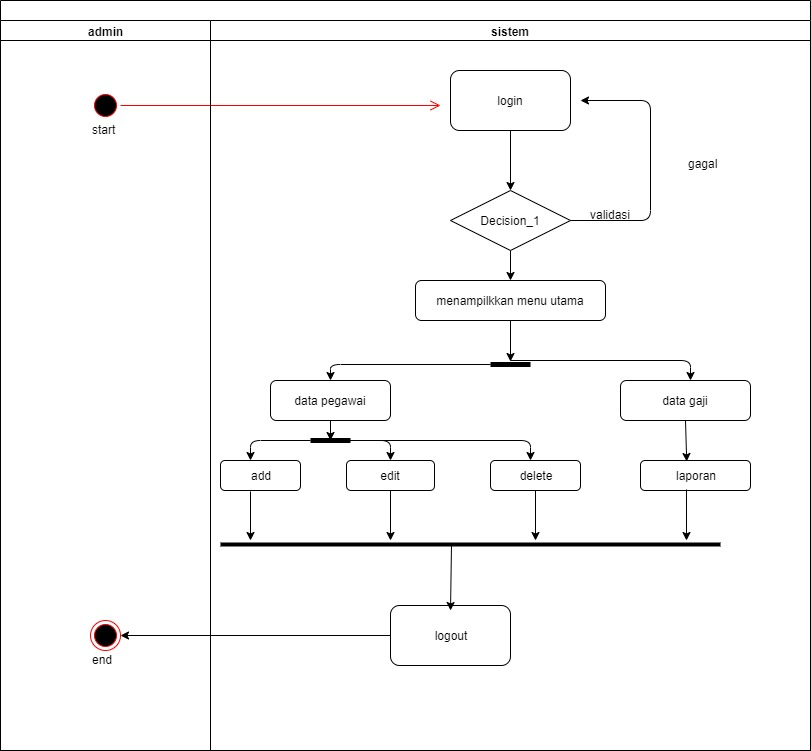 admin
sistem
login
start
gagal
validasi
Decision_1
menampilkkan menu utama
data pegawai
data gaji
add
edit
delete
laporan
logout
end